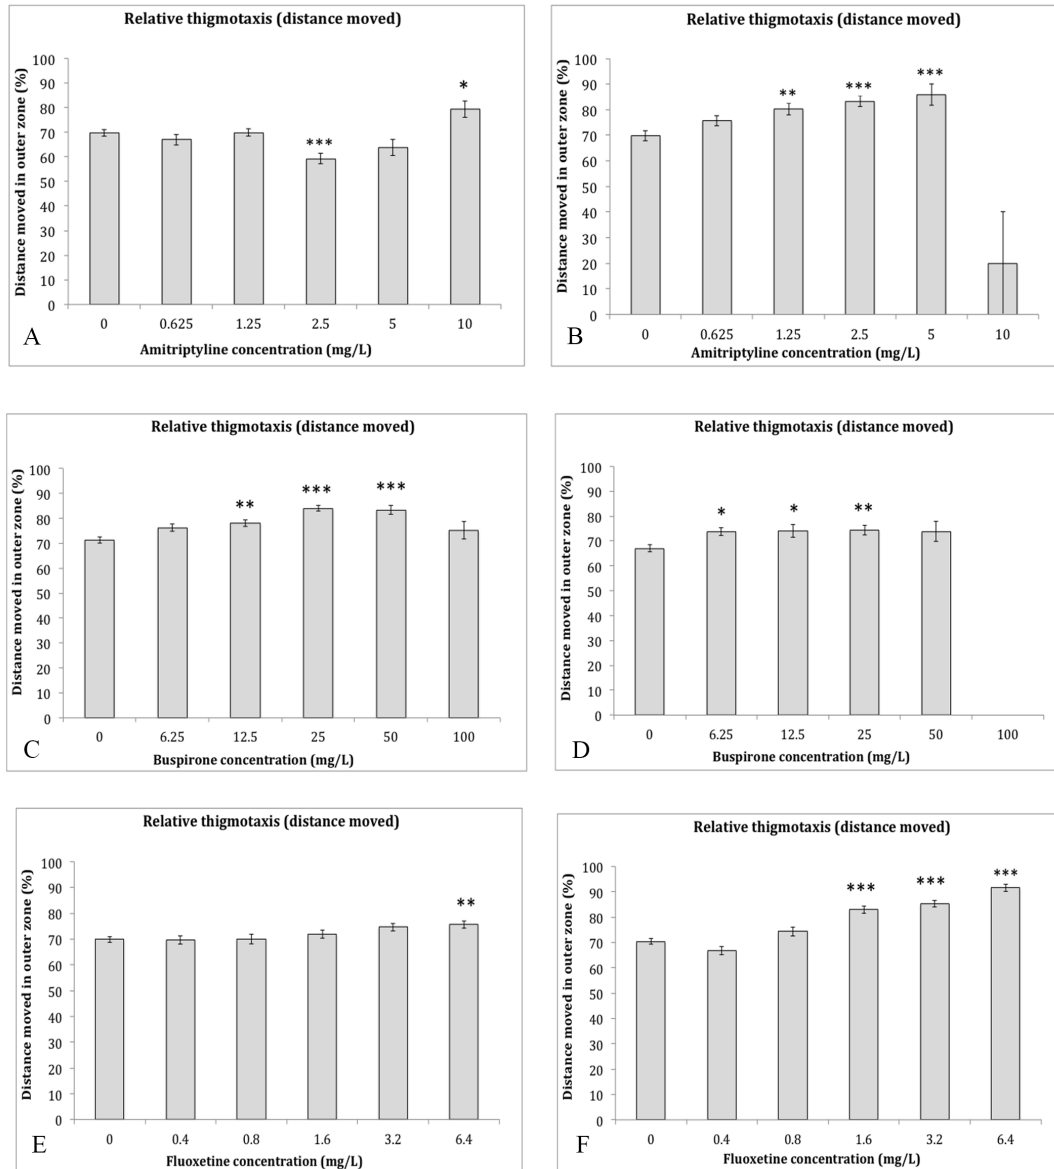 Relative thigmotaxis (distance moved)
Distance moved in outer zone (%)
100
90
80
70
60
50
40
30
20
10
0
*
***
0 0.625 1.25 2.5 5 10
A
Amitriptyline concentration (mg/L)
Relative thigmotaxis (distance moved)
Distance moved in outer zone (%)
100
90
80
70
60
50
40
30
20
10
0
** *** ***
0 0.625 1.25 2.5 5 10
B
Amitriptyline concentration (mg/L)
Relative thigmotaxis (distance moved)
Distance moved in outer zone (%)
100
90
80
70
60
50
40
30
20
10
0
** *** ***
0 6.25 12.5 25 50 100
C
Buspirone concentration (mg/L)
Relative thigmotaxis (distance moved)
Distance moved in outer zone (%)
100
90
80
70
60
50
40
30
20
10
0
* * **
0 6.25 12.5 25 50 100
D
Buspirone concentration (mg/L)
Relative thigmotaxis (distance moved)
Distance moved in outer zone (%)
100
90
80
70
60
50
40
30
20
10
0
**
0 0.4 0.8 1.6 3.2 6.4
E
Fluoxetine concentration (mg/L)
Relative thigmotaxis (distance moved)
Distance moved in outer zone (%)
100
90
80
70
60
50
40
30
20
10
0
*** *** ***
0 0.4 0.8 1.6 3.2 6.4
F
Fluoxetine concentration (mg/L)